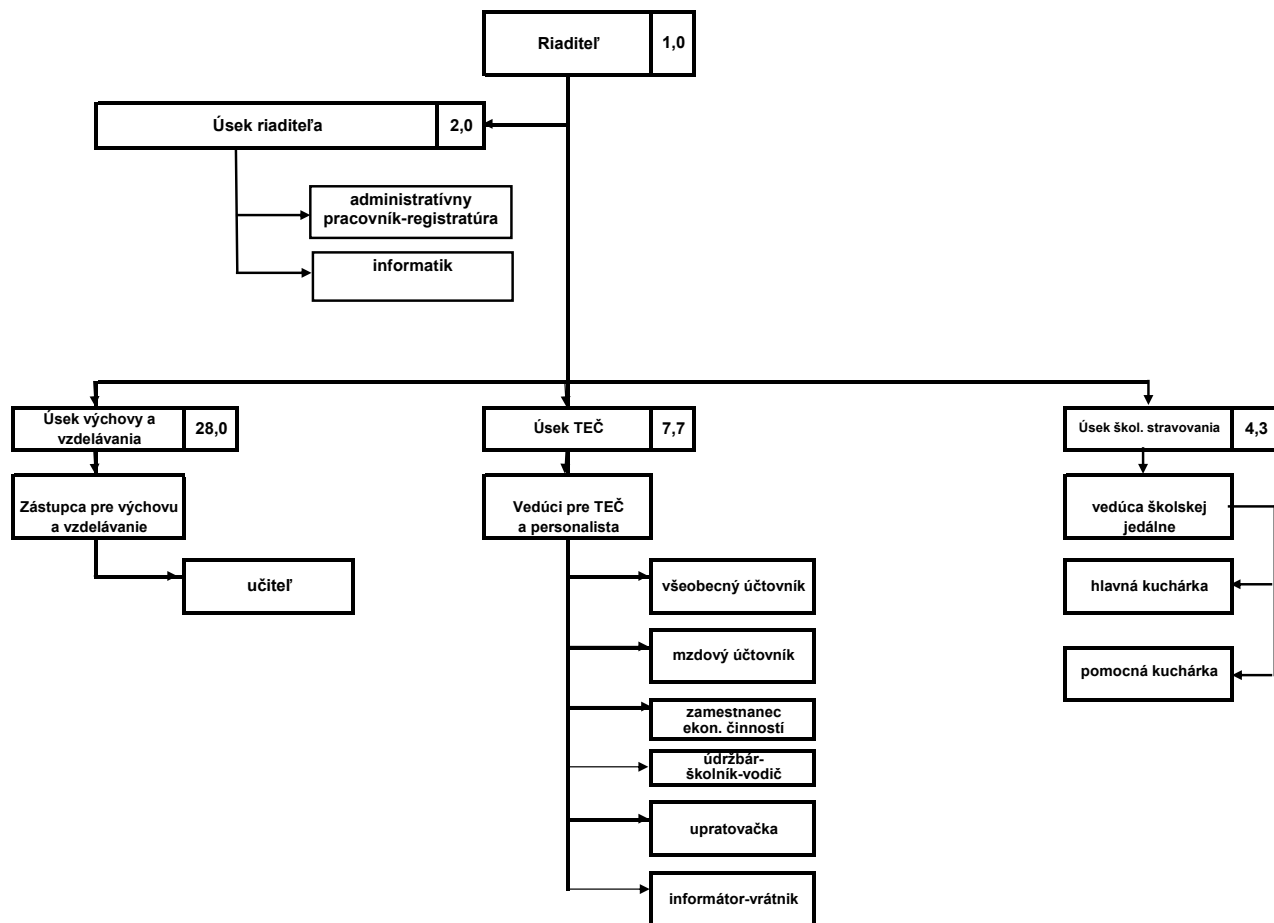 Riaditeľ
1,0
Úsek riaditeľa
2,0
administratívny
pracovník-registratúra
informatik
Úsek výchovy a
vzdelávania
28,0
Úsek TEČ
7,7
Úsek škol. stravovania
4,3
Zástupca pre výchovu
a vzdelávanie
Vedúci pre TEČ
a personalista
vedúca školskej
jedálne
učiteľ
všeobecný účtovník
hlavná kuchárka
mzdový účtovník
pomocná kuchárka
zamestnanec
ekon. činností
údržbár-
školník-vodič
upratovačka
informátor-vrátnik